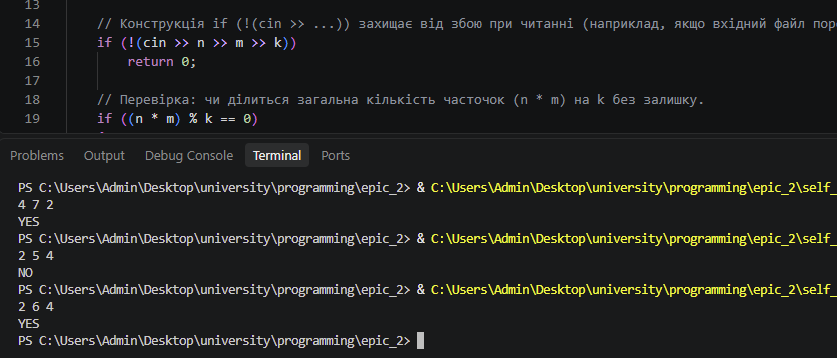 13
14 // Конструкція if (!(cin >> ...)) захищає від збою при читанні (наприклад, якщо вхідний файл
15 if (!(cin >> n >> m >> k))
16 return 0;
17
18 // Перевірка: чи ділиться загальна кількість часточок (n * m) на k без залишку.
19 if ((n * m) % k == 0)
Problems Output Debug Console Terminal Ports
PS C:\Users\Admin\Desktop\university\programming\epic_2> & C:\Users\Admin\Desktop\university\programming\epic_2\self_
4 7 2
YES
PS C:\Users\Admin\Desktop\university\programming\epic_2> & C:\Users\Admin\Desktop\university\programming\epic_2\self_
2 5 4
NO
PS C:\Users\Admin\Desktop\university\programming\epic_2> & C:\Users\Admin\Desktop\university\programming\epic_2\self_
2 6 4
YES
PS C:\Users\Admin\Desktop\university\programming\epic_2>